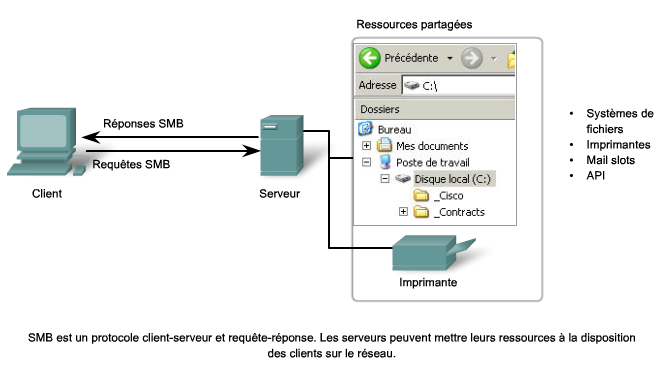 Ressources partagées
Précédente
Adresse C:\
Dossiers
Bureau
Mes documents
Poste de travail
Disque local (C:)
_Cisco
_Contracts
Réponses SMB
Requêtes SMB
Client
Serveur
Imprimante
• Systèmes de
fichiers
• Imprimantes
• Mail slots
• API
SMB est un protocole client-serveur et requête-réponse. Les serveurs peuvent mettre leurs ressources à la disposition
des clients sur le réseau.